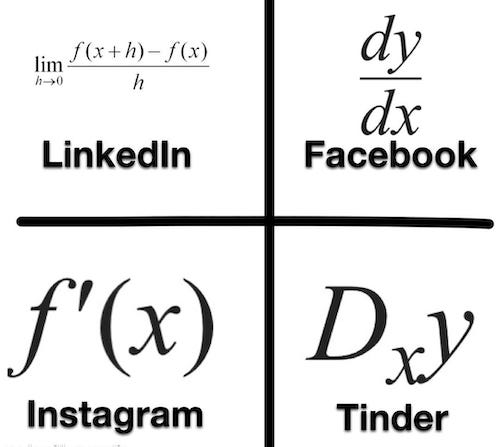 lim h→0 f(x+h)−f(x) / h
LinkedIn
dy / dx
Facebook
f'(x)
Instagram
Dₓy
Tinder